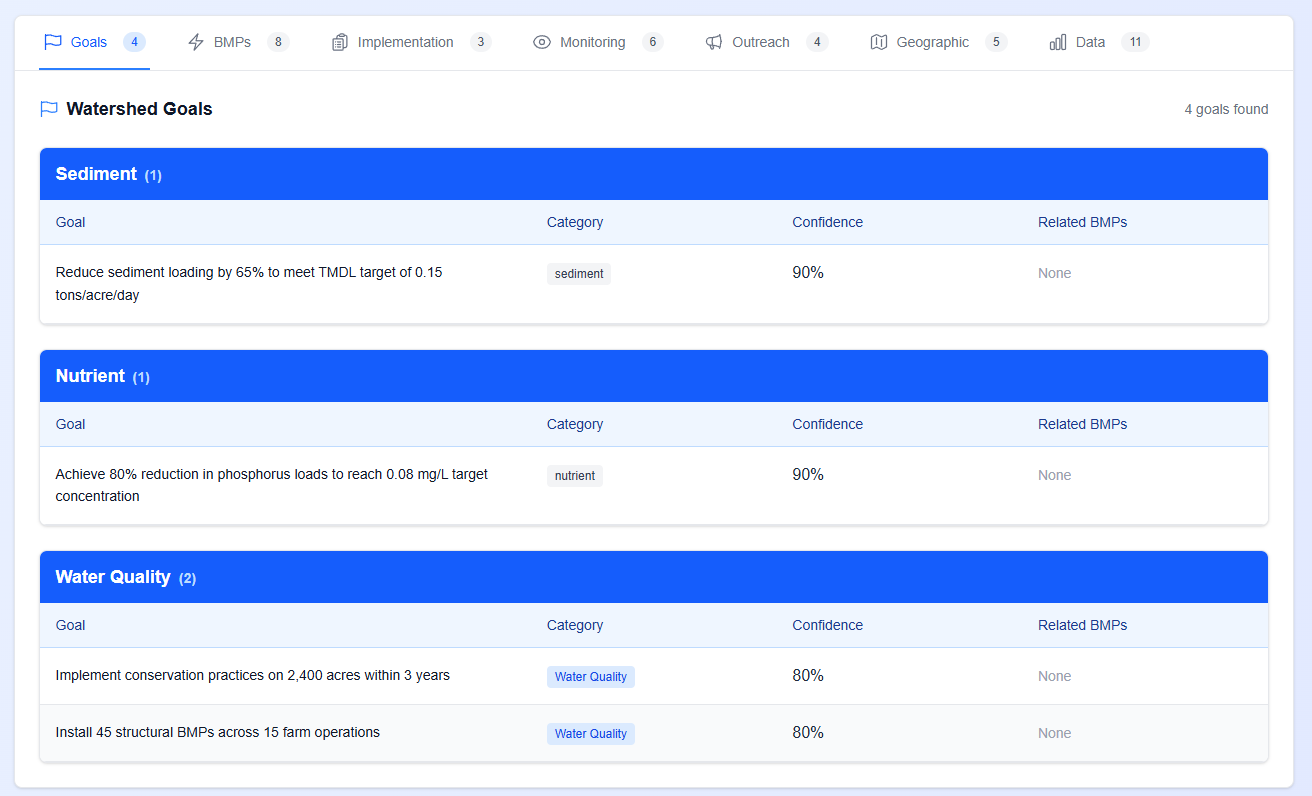 Goals 4 BMPs 8 Implementation 3 Monitoring 6 Outreach 4 Geographic 5 Data 11
Watershed Goals 4 goals found
Sediment (1)
Goal Category Confidence Related BMPs
Reduce sediment loading by 65% to meet TMDL target of 0.15 sediment 90% None
tons/acre/day
Nutrient (1)
Goal Category Confidence Related BMPs
Achieve 80% reduction in phosphorus loads to reach 0.08 mg/L target nutrient 90% None
concentration
Water Quality (2)
Goal Category Confidence Related BMPs
Implement conservation practices on 2,400 acres within 3 years Water Quality 80% None
Install 45 structural BMPs across 15 farm operations Water Quality 80% None